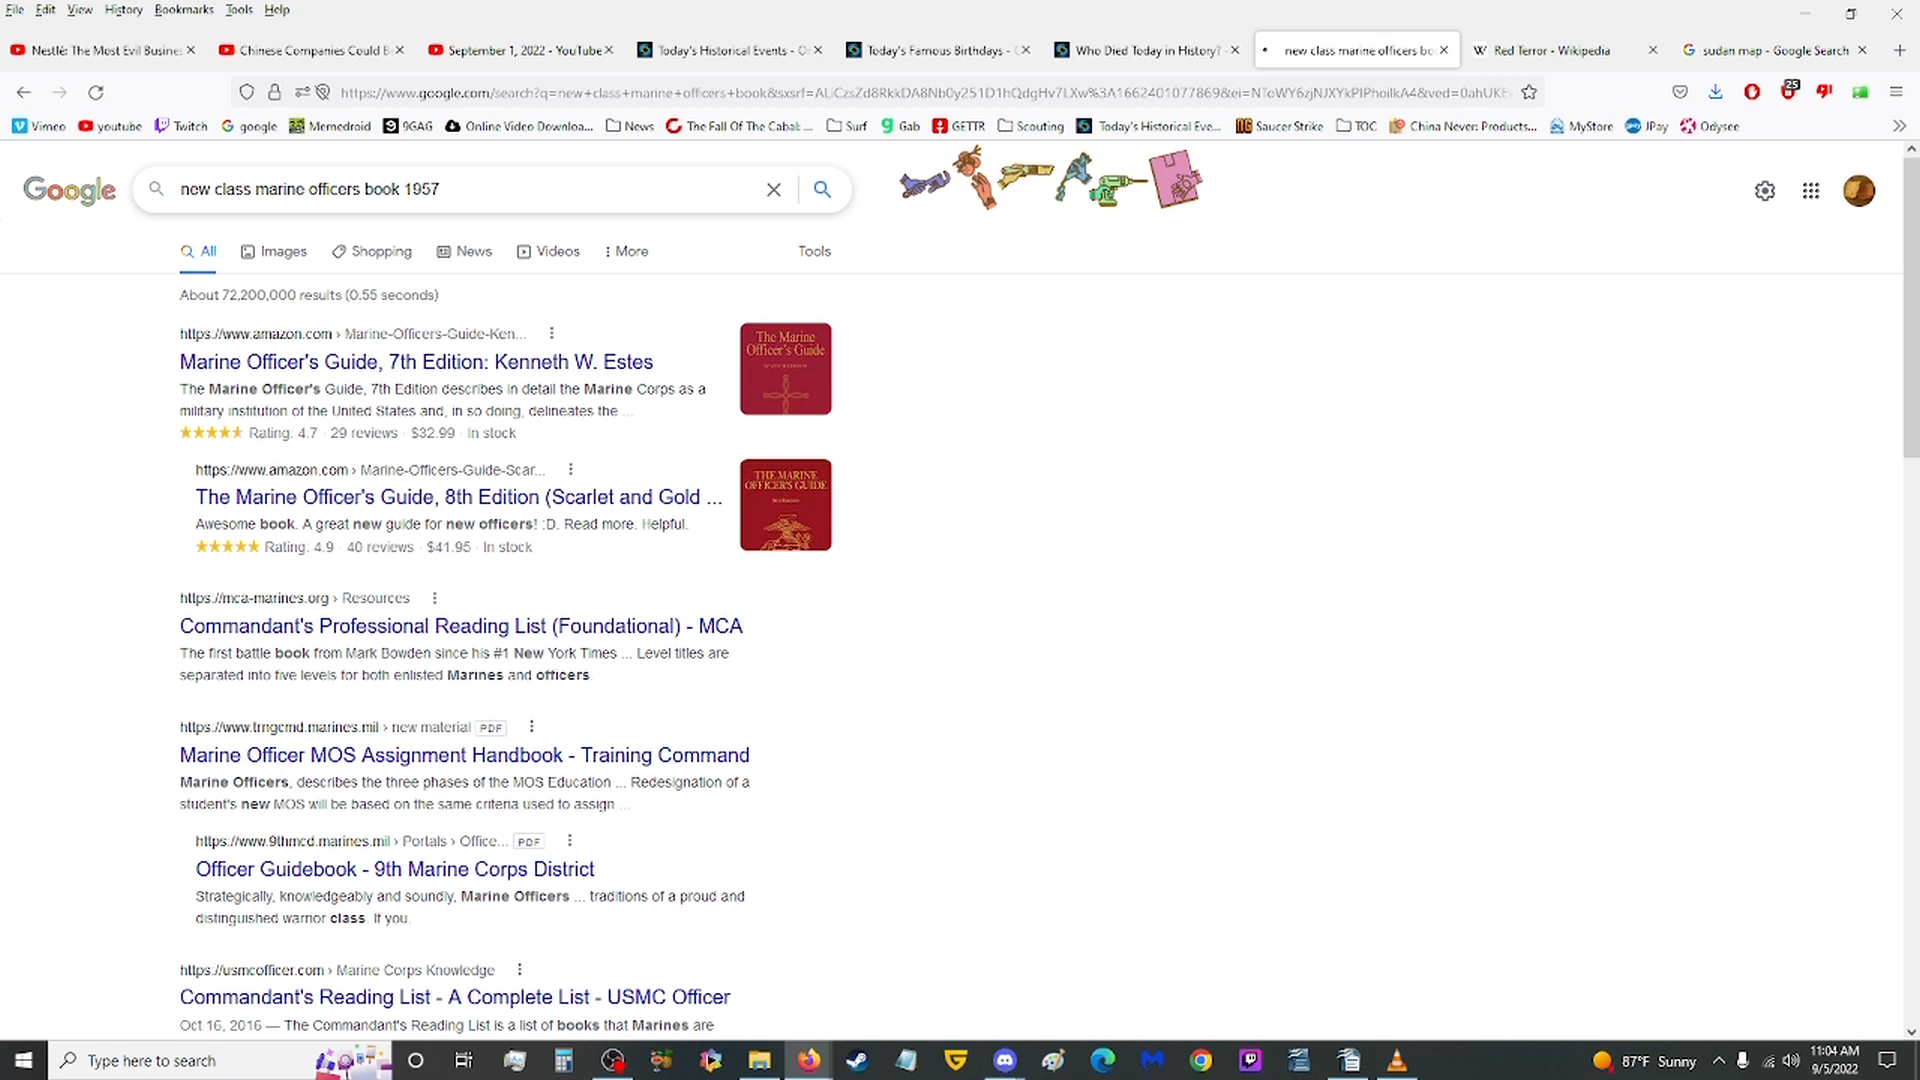 File Edit View History Bookmarks Tools Help
Nestlé: The Most Evil Busine
Chinese Companies Could B
September 1, 2022 - YouTube
Today's Historical Events - O
Today's Famous Birthdays -
Who Died Today in History? -
new class marine officers bo
Red Terror - Wikipedia
sudan map - Google Search
25
Vimeo youtube Twitch google Memedroid 9GAG Online Video Downloa... News The Fall Of The Cabal: ... Surf Gab GETTR Scouting Today's Historical Eve... Saucer Strike TOC China Never: Products... MyStore JPay Odysee
Google
new class marine officers book 1957
All Images Shopping News Videos More Tools
About 72,200,000 results (0.55 seconds)
https://www.amazon.com › Marine-Officers-Guide-Ken...
Marine Officer's Guide, 7th Edition: Kenneth W. Estes
The Marine Officer's Guide, 7th Edition describes in detail the Marine Corps as a
military institution of the United States and, in so doing, delineates the ...
Rating: 4.7 · 29 reviews · $32.99 · In stock
The Marine
Officer's Guide
https://www.amazon.com › Marine-Officers-Guide-Scar...
The Marine Officer's Guide, 8th Edition (Scarlet and Gold ...
Awesome book. A great new guide for new officers! :D. Read more. Helpful.
Rating: 4.9 · 40 reviews · $41.95 · In stock
THE MARINE
OFFICER'S GUIDE
https://mca-marines.org › Resources
Commandant's Professional Reading List (Foundational) - MCA
The first battle book from Mark Bowden since his #1 New York Times ... Level titles are
separated into five levels for both enlisted Marines and officers.
https://www.trngcmd.marines.mil › new material PDF
Marine Officer MOS Assignment Handbook - Training Command
Marine Officers, describes the three phases of the MOS Education ... Redesignation of a
student's new MOS will be based on the same criteria used to assign ...
https://www.9thmcd.marines.mil › Portals › Office... PDF
Officer Guidebook - 9th Marine Corps District
Strategically, knowledgeably and soundly, Marine Officers ... traditions of a proud and
distinguished warrior class. If you.
https://usmcofficer.com › Marine Corps Knowledge
Commandant's Reading List - A Complete List - USMC Officer
Oct 16, 2016 — The Commandant's Reading List is a list of books that Marines are
Type here to search
87°F Sunny
11:04 AM
9/5/2022